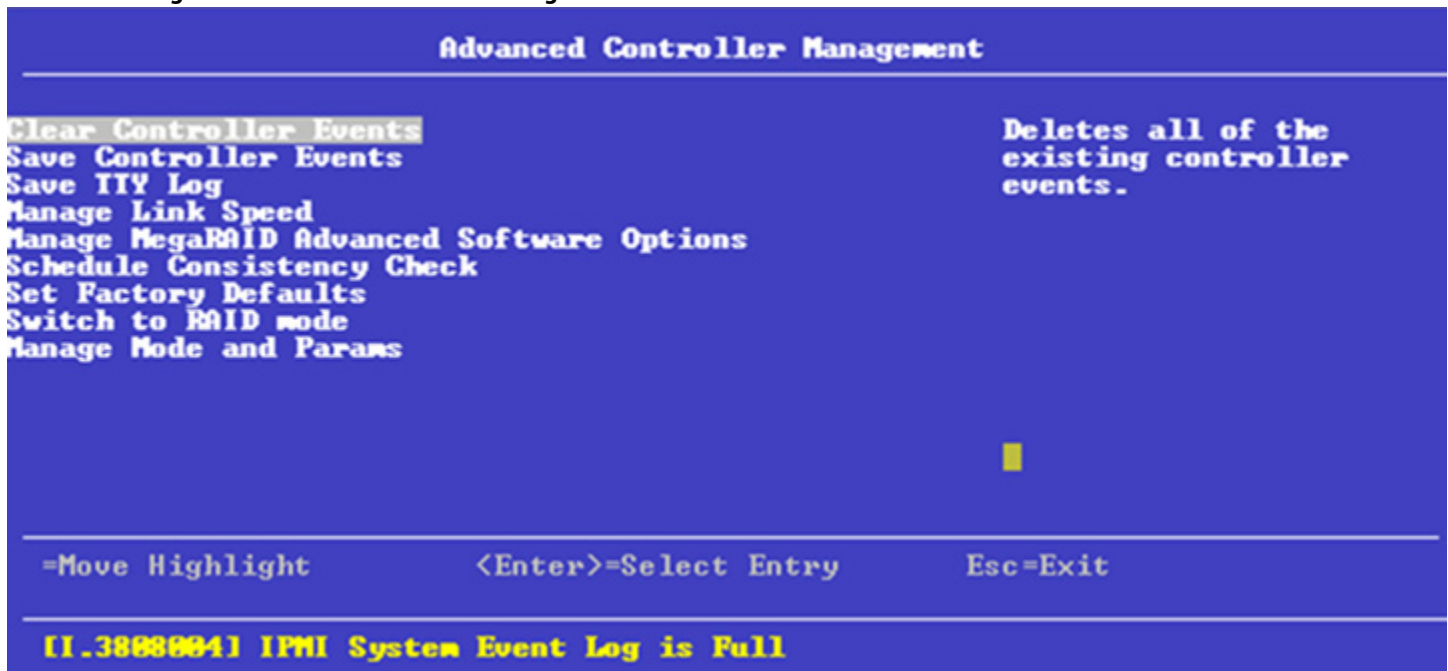 Advanced Controller Management
Clear Controller Events
Save Controller Events
Save TTY Log
Manage Link Speed
Manage MegaRAID Advanced Software Options
Schedule Consistency Check
Set Factory Defaults
Switch to RAID mode
Manage Mode and Params
Deletes all of the
existing controller
events.
=Move Highlight <Enter>=Select Entry Esc=Exit
[I.3808004] IPMI System Event Log is Full